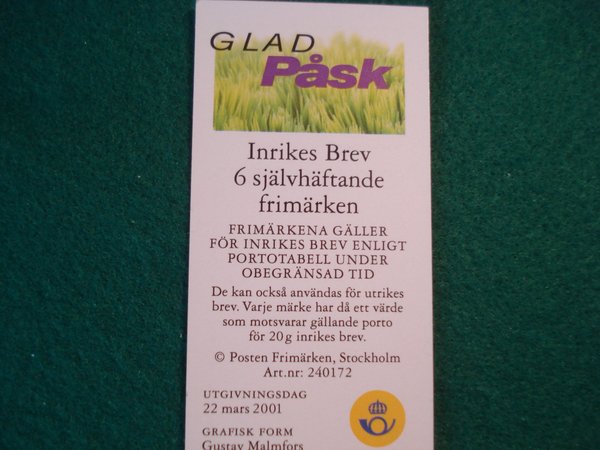 GLAD
Påsk
Inrikes Brev
6 självhäftande
frimärken
FRIMÄRKENA GÄLLER
FÖR INRIKES BREV ENLIGT
PORTOTABELL UNDER
OBEGRÄNSAD TID
De kan också användas för utrikes
brev. Varje märke har då ett värde
som motsvarar gällande porto
för 20 g inrikes brev.
© Posten Frimärken, Stockholm
Art.nr: 240172
UTGIVNINGSDAG
22 mars 2001
GRAFISK FORM
Gustav Malmfors